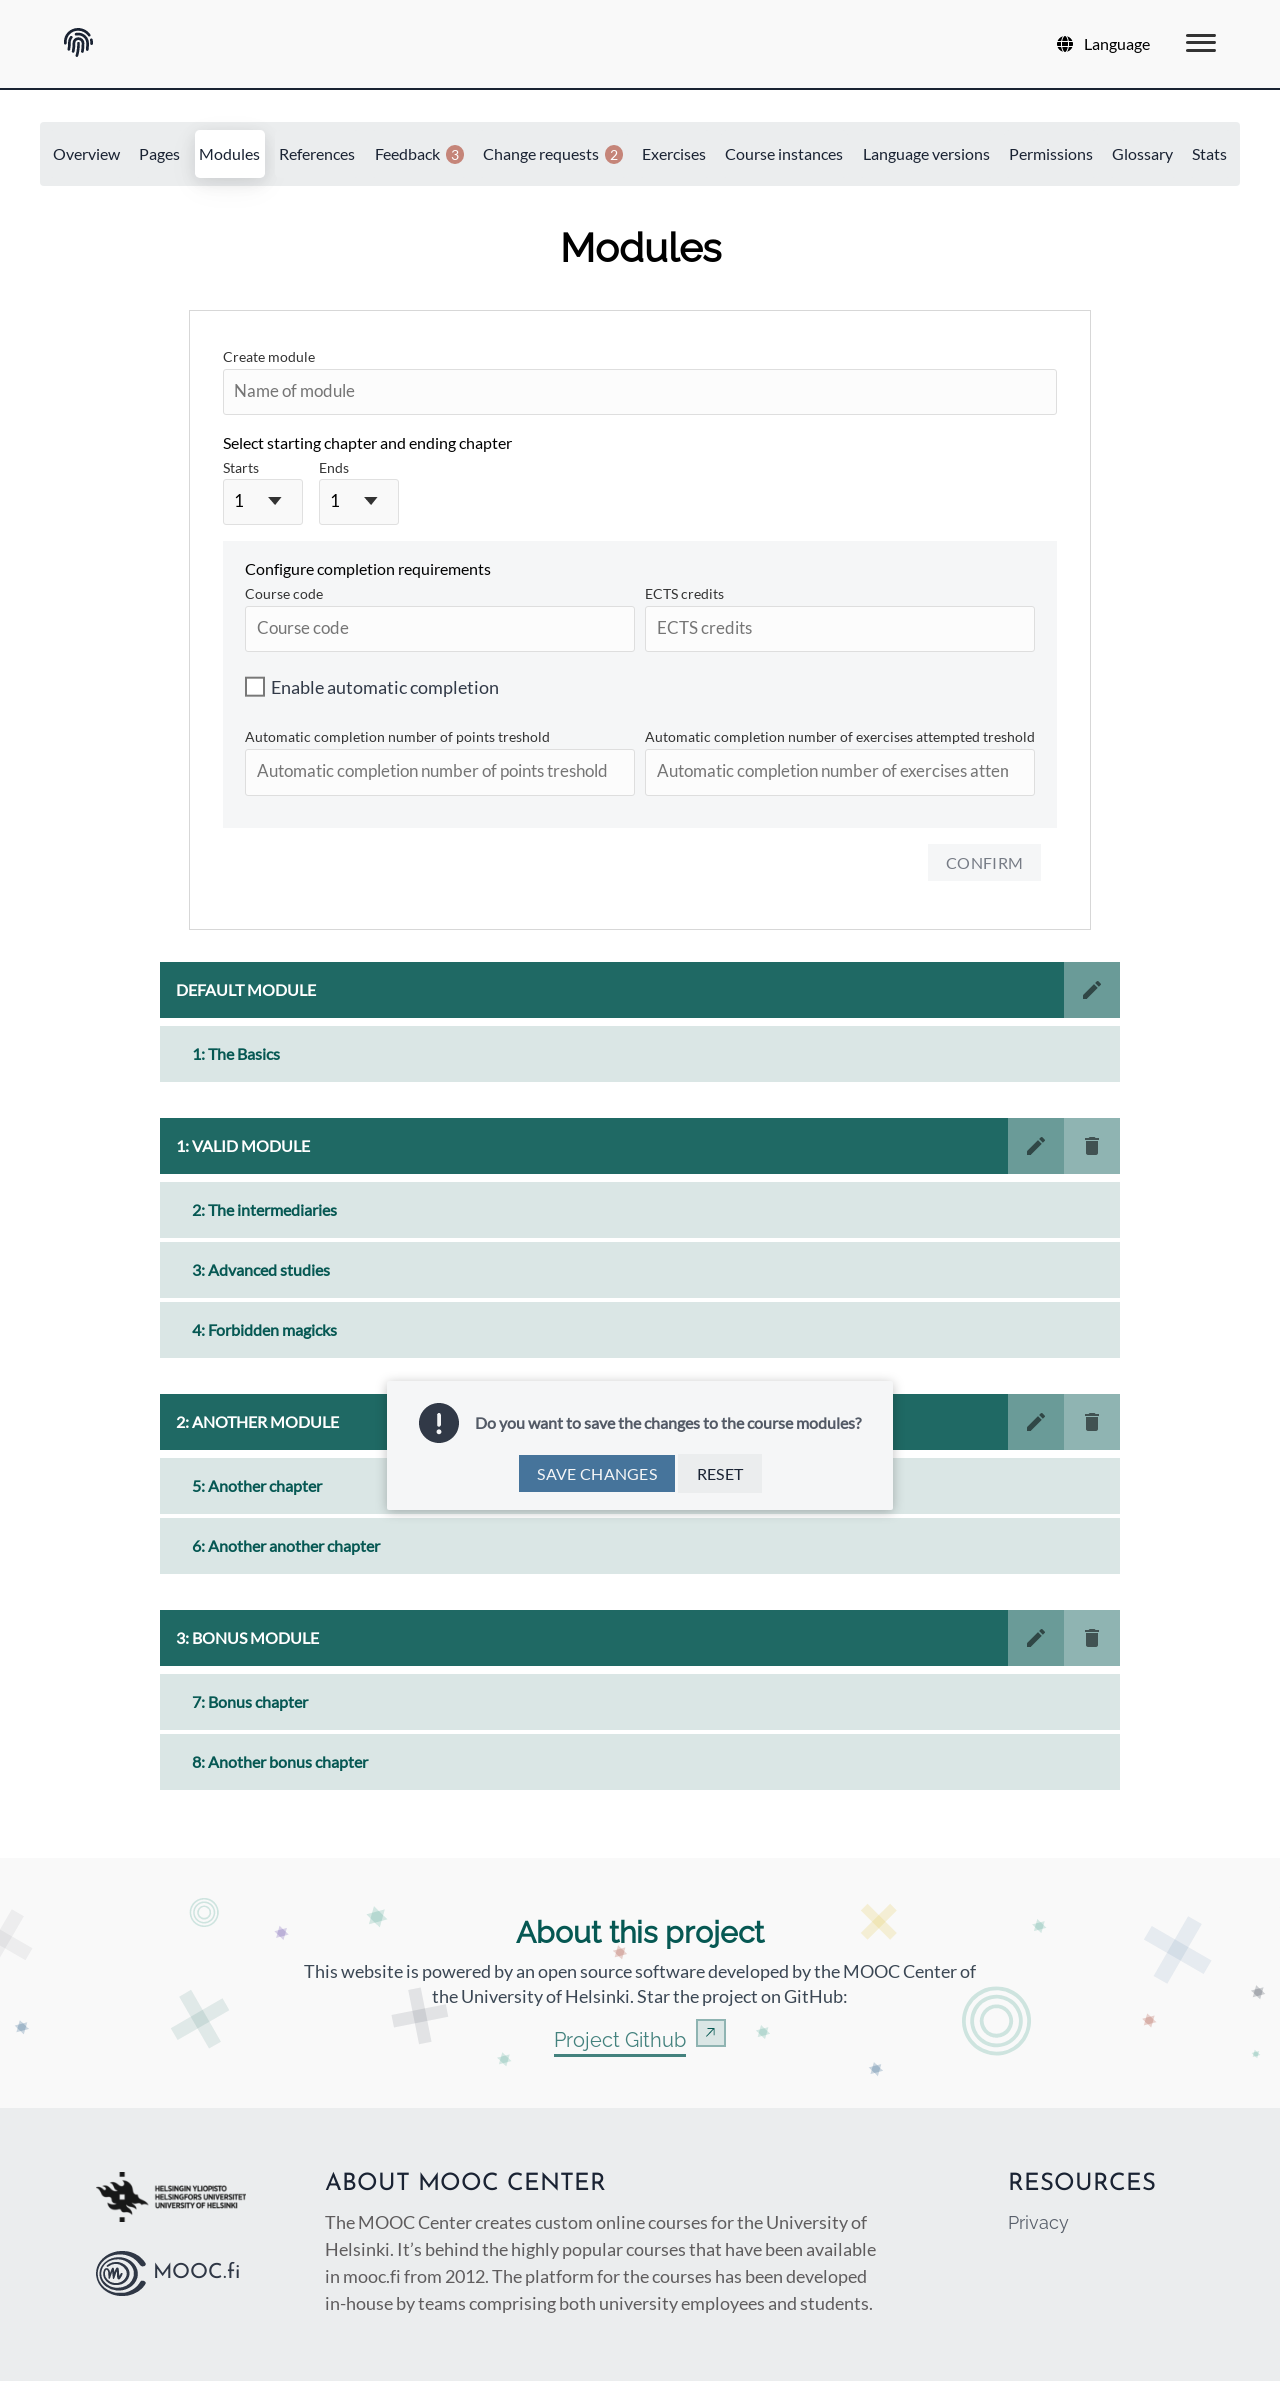 Language
Overview Pages Modules References Feedback 3 Change requests 2 Exercises Course instances Language versions Permissions Glossary Stats
Modules
Create module
Name of module
Select starting chapter and ending chapter
Starts Ends
1 1
Configure completion requirements
Course code ECTS credits
Course code ECTS credits
Enable automatic completion
Automatic completion number of points treshold Automatic completion number of exercises attempted treshold
Automatic completion number of points treshold Automatic completion number of exercises atten
CONFIRM
DEFAULT MODULE
1: The Basics
1: VALID MODULE
2: The intermediaries
3: Advanced studies
4: Forbidden magicks
2: ANOTHER MODULE
Do you want to save the changes to the course modules?
SAVE CHANGES RESET
5: Another chapter
6: Another another chapter
3: BONUS MODULE
7: Bonus chapter
8: Another bonus chapter
About this project
This website is powered by an open source software developed by the MOOC Center of
the University of Helsinki. Star the project on GitHub:
Project Github
HELSINGIN YLIOPISTO
HELSINGFORS UNIVERSITET
UNIVERSITY OF HELSINKI
MOOC.fi
ABOUT MOOC CENTER
The MOOC Center creates custom online courses for the University of
Helsinki. It’s behind the highly popular courses that have been available
in mooc.fi from 2012. The platform for the courses has been developed
in-house by teams comprising both university employees and students.
RESOURCES
Privacy